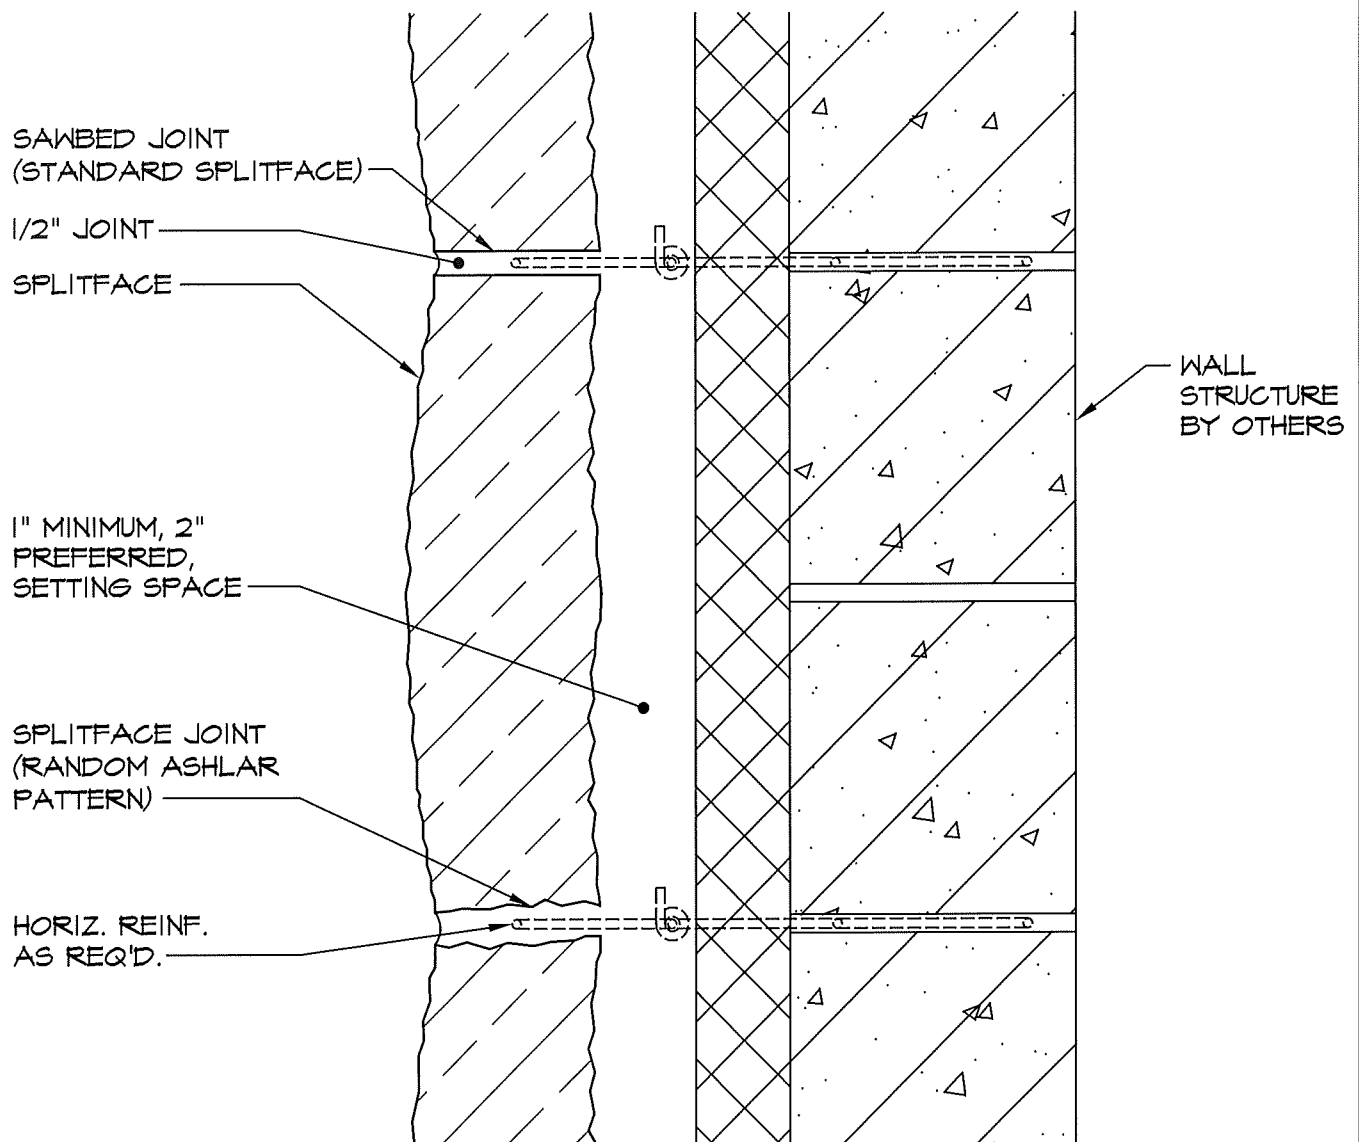 SAWBED JOINT
(STANDARD SPLITFACE)
1/2" JOINT
SPLITFACE
WALL
STRUCTURE
BY OTHERS
1" MINIMUM, 2"
PREFERRED,
SETTING SPACE
SPLITFACE JOINT
(RANDOM ASHLAR
PATTERN)
HORIZ. REINF.
AS REQ'D.